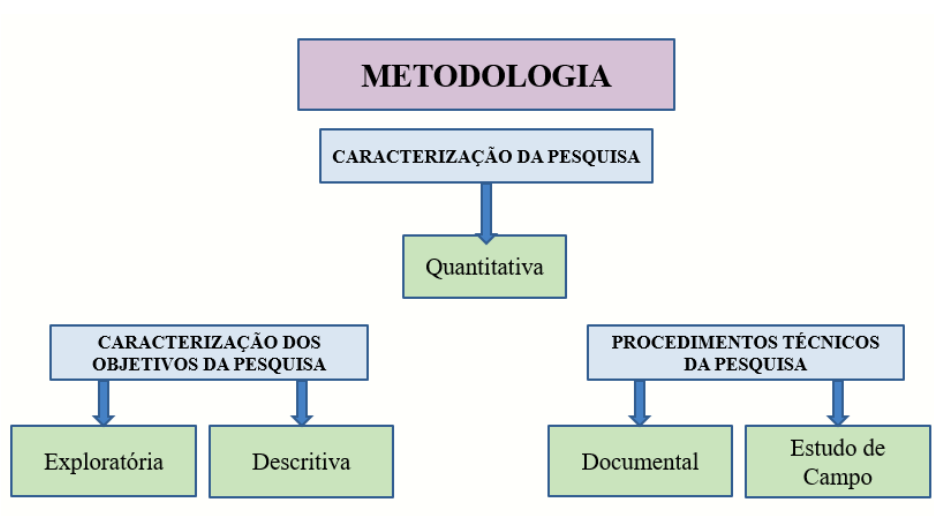 METODOLOGIA
CARACTERIZAÇÃO DA PESQUISA
Quantitativa
CARACTERIZAÇÃO DOS
OBJETIVOS DA PESQUISA
Exploratória
Descritiva
PROCEDIMENTOS TÉCNICOS
DA PESQUISA
Documental
Estudo de
Campo